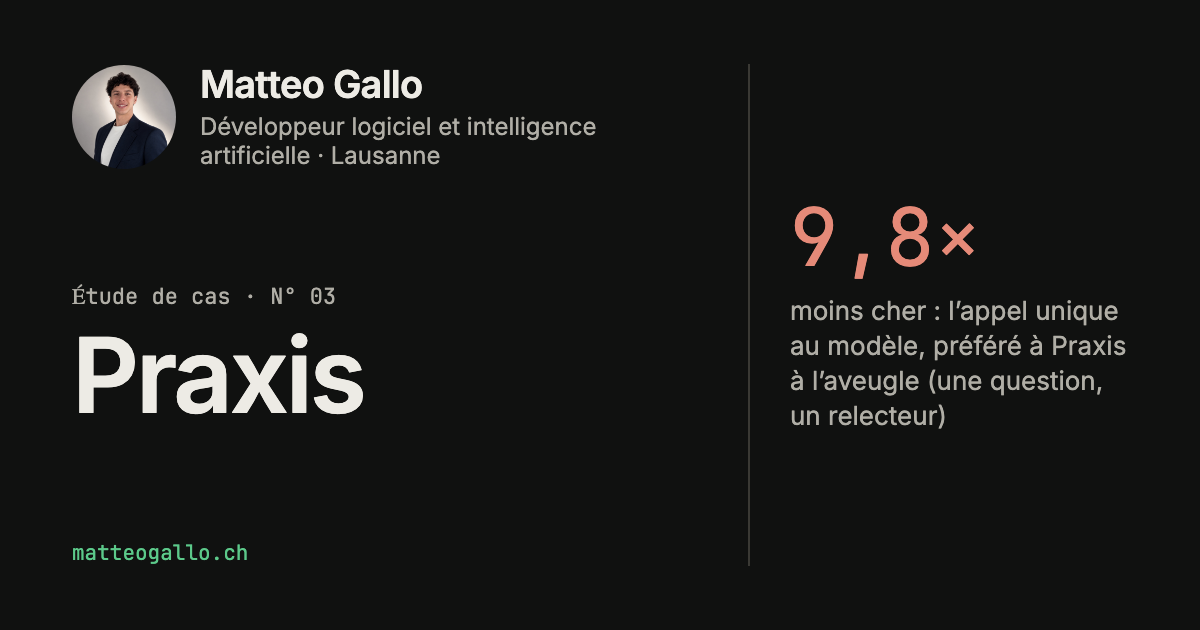 Matteo Gallo
Développeur logiciel et intelligence
artificielle · Lausanne
Étude de cas · N° 03
Praxis
matteogallo.ch
9,8×
moins cher : l’appel unique
au modèle, préféré à Praxis
à l’aveugle (une question,
un relecteur)